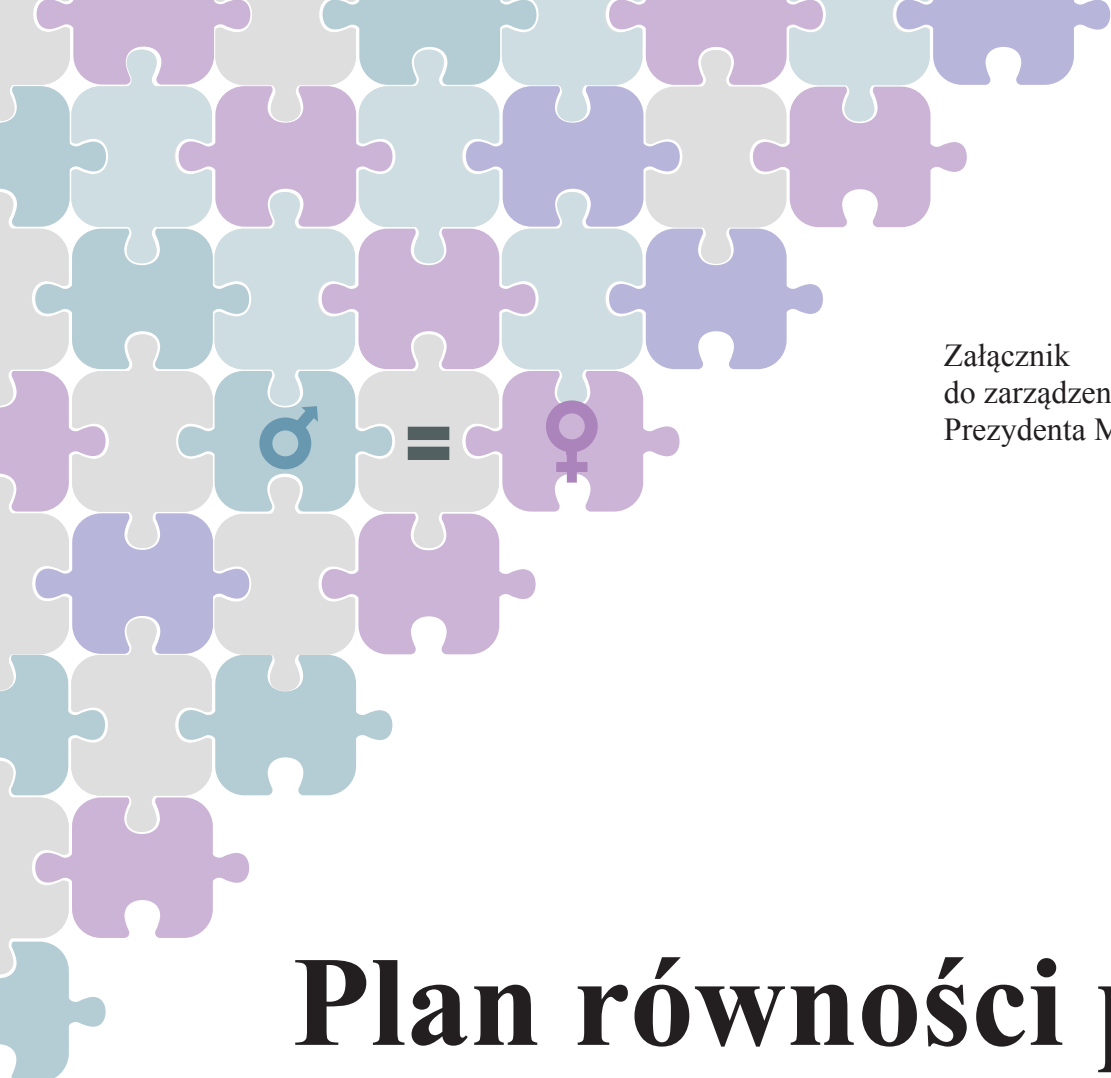 Załącznik
do zarządzen
Prezydenta M
=
Plan równości p